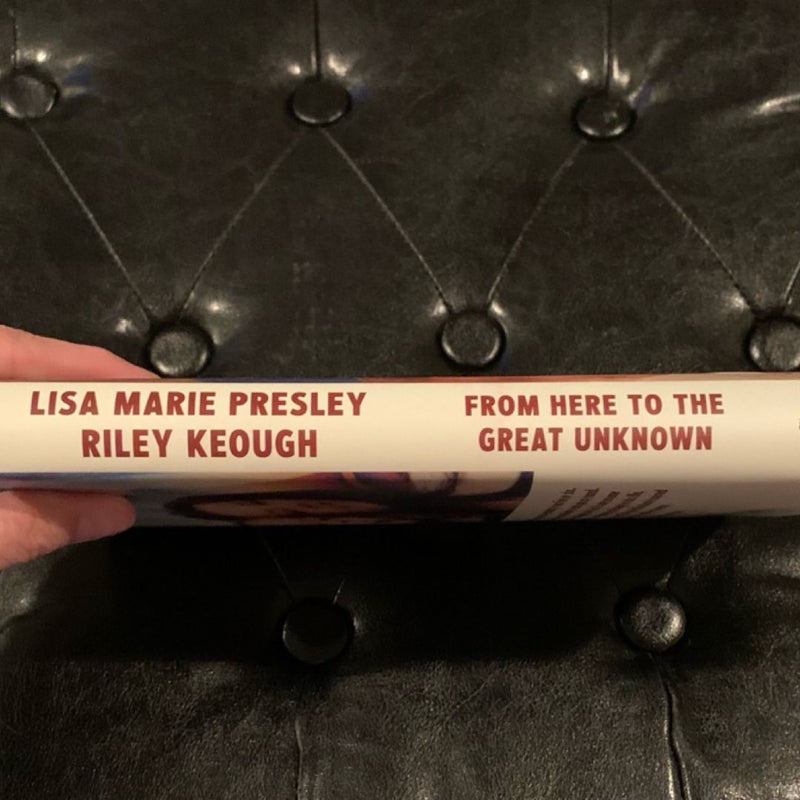 LISA MARIE PRESLEY
RILEY KEOUGH
FROM HERE TO THE
GREAT UNKNOWN